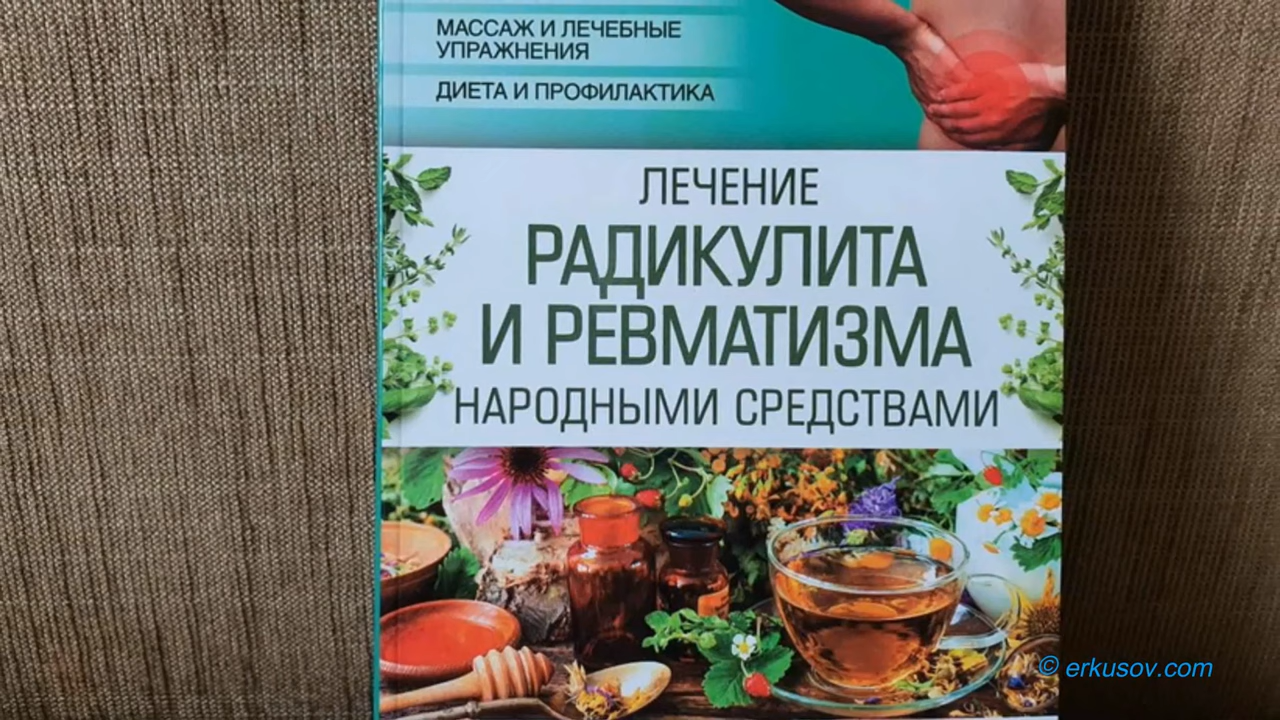 МАССАЖ И ЛЕЧЕБНЫЕ
УПРАЖНЕНИЯ
ДИЕТА И ПРОФИЛАКТИКА
ЛЕЧЕНИЕ
РАДИКУЛИТА
И РЕВМАТИЗМА
НАРОДНЫМИ СРЕДСТВАМИ
© erkusov.com